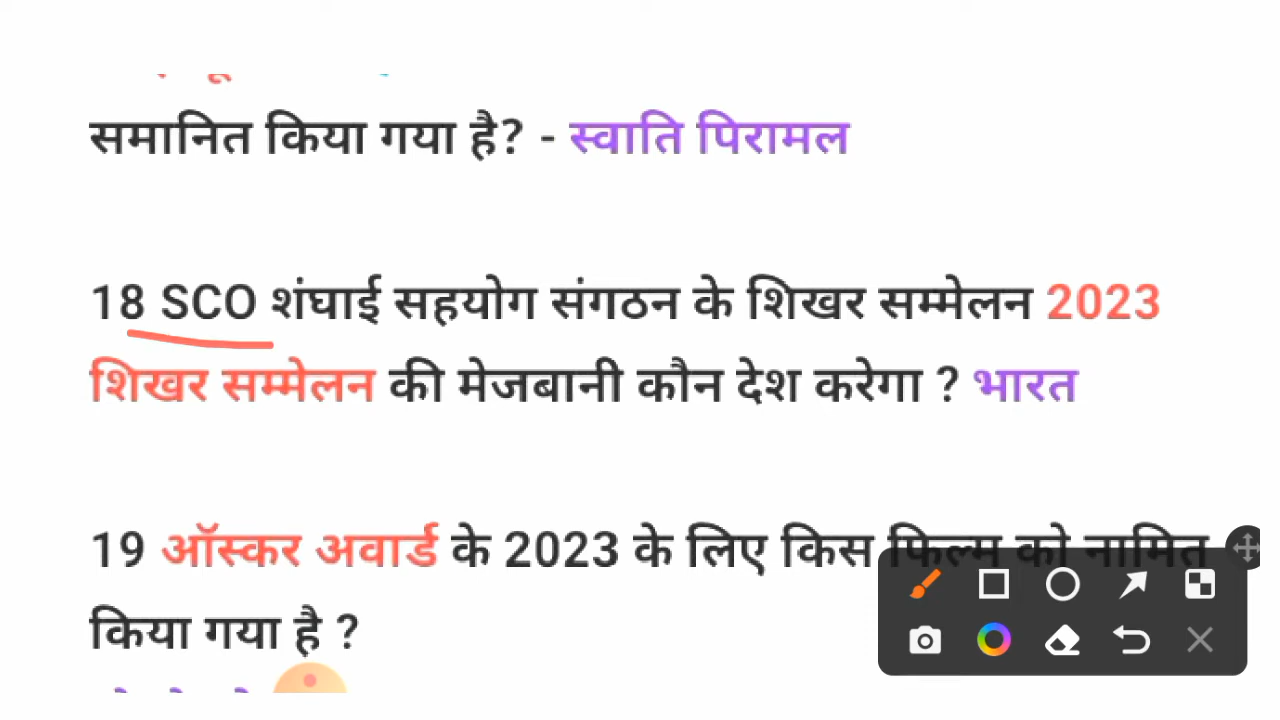 समानित किया गया है? - स्वाति पिरामल
18 SCO शंघाई सहयोग संगठन के शिखर सम्मेलन 2023
शिखर सम्मेलन की मेजबानी कौन देश करेगा ? भारत
19 ऑस्कर अवार्ड के 2023 के लिए किस फिल्म को नामित
किया गया है ?